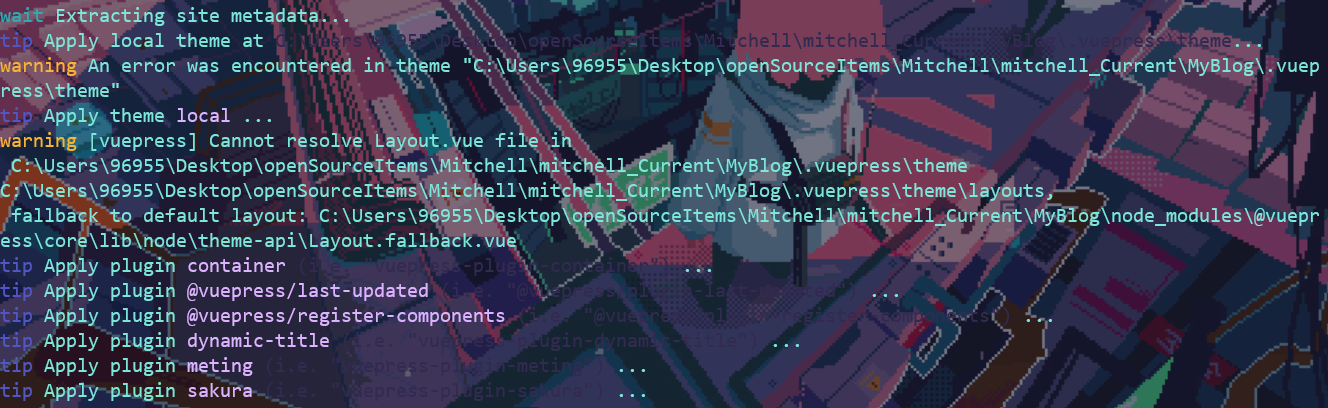 wait Extracting site metadata...
tip Apply local theme at C:\Users\96955\Desktop\openSourceItems\Mitchell\mitchell_Current\MyBlog\.vuepress\theme...
warning An error was encountered in theme "C:\Users\96955\Desktop\openSourceItems\Mitchell\mitchell_Current\MyBlog\.vuep
ress\theme"
tip Apply theme local ...
warning [vuepress] Cannot resolve Layout.vue file in
C:\Users\96955\Desktop\openSourceItems\Mitchell\mitchell_Current\MyBlog\.vuepress\theme
C:\Users\96955\Desktop\openSourceItems\Mitchell\mitchell_Current\MyBlog\.vuepress\theme\layouts,
fallback to default layout: C:\Users\96955\Desktop\openSourceItems\Mitchell\mitchell_Current\MyBlog\node_modules\@vuepr
ess\core\lib\node\theme-api\Layout.fallback.vue
tip Apply plugin container (i.e. "vuepress-plugin-container") ...
tip Apply plugin @vuepress/last-updated (i.e. "@vuepress/plugin-last-updated") ...
tip Apply plugin @vuepress/register-components (i.e. "@vuepress/plugin-register-components") ...
tip Apply plugin dynamic-title (i.e. "vuepress-plugin-dynamic-title") ...
tip Apply plugin meting (i.e. "vuepress-plugin-meting") ...
tip Apply plugin sakura (i.e. "vuepress-plugin-sakura") ...